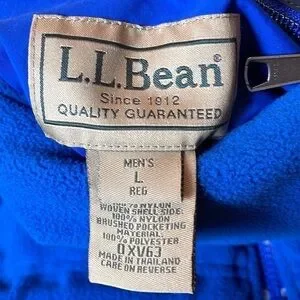 L.L.Bean®
Since 1912
QUALITY GUARANTEED
MEN'S
L
REG
100% NYLON
WOVEN SHELL SIDE:
100% NYLON
BRUSHED POCKETING
MATERIAL:
100% POLYESTER
0XV63
MADE IN THAILAND
CARE ON REVERSE